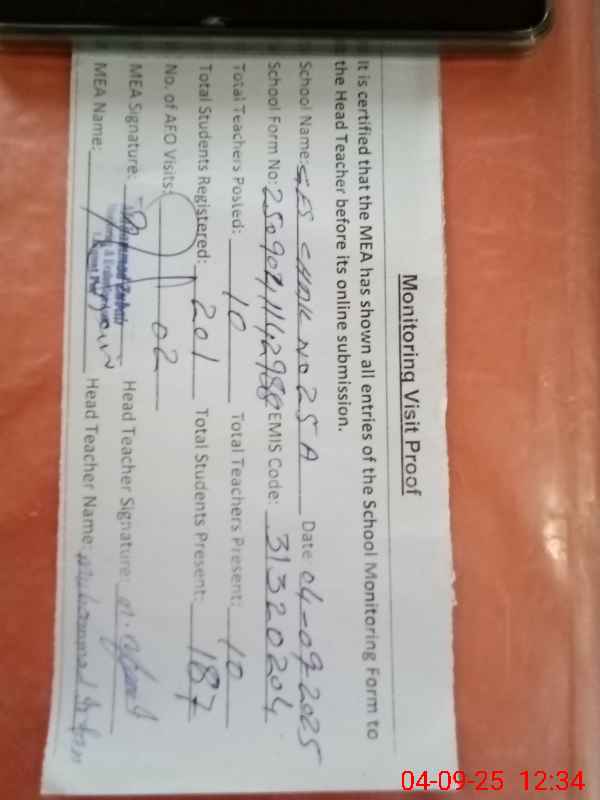 Monitoring Visit Proof
It is certified that the MEA has shown all entries of the School Monitoring Form to
the Head Teacher before its online submission.
School Name: GES CHAK NO 25 A Date 04-09-2025
School Form No: EMIS Code: 31320204
Total Teachers Posted: 10 Total Teachers Present: 10
Total Students Registered: 201 Total Students Present: 187
No. of AFO Visits: 02
MEA Signature: Head Teacher Signature:
MEA Name: Head Teacher Name: Muhammad
04-09-25 12:34